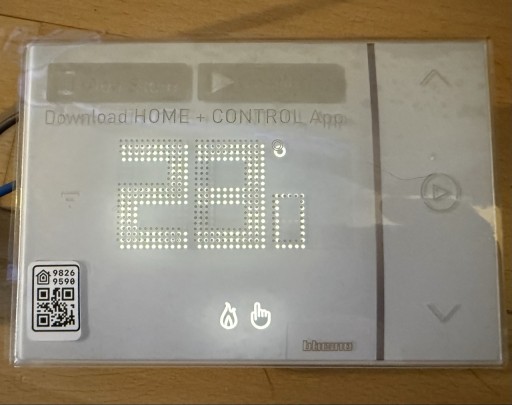 Download HOME + CONTROL App
28.0
9826
9590
bticino